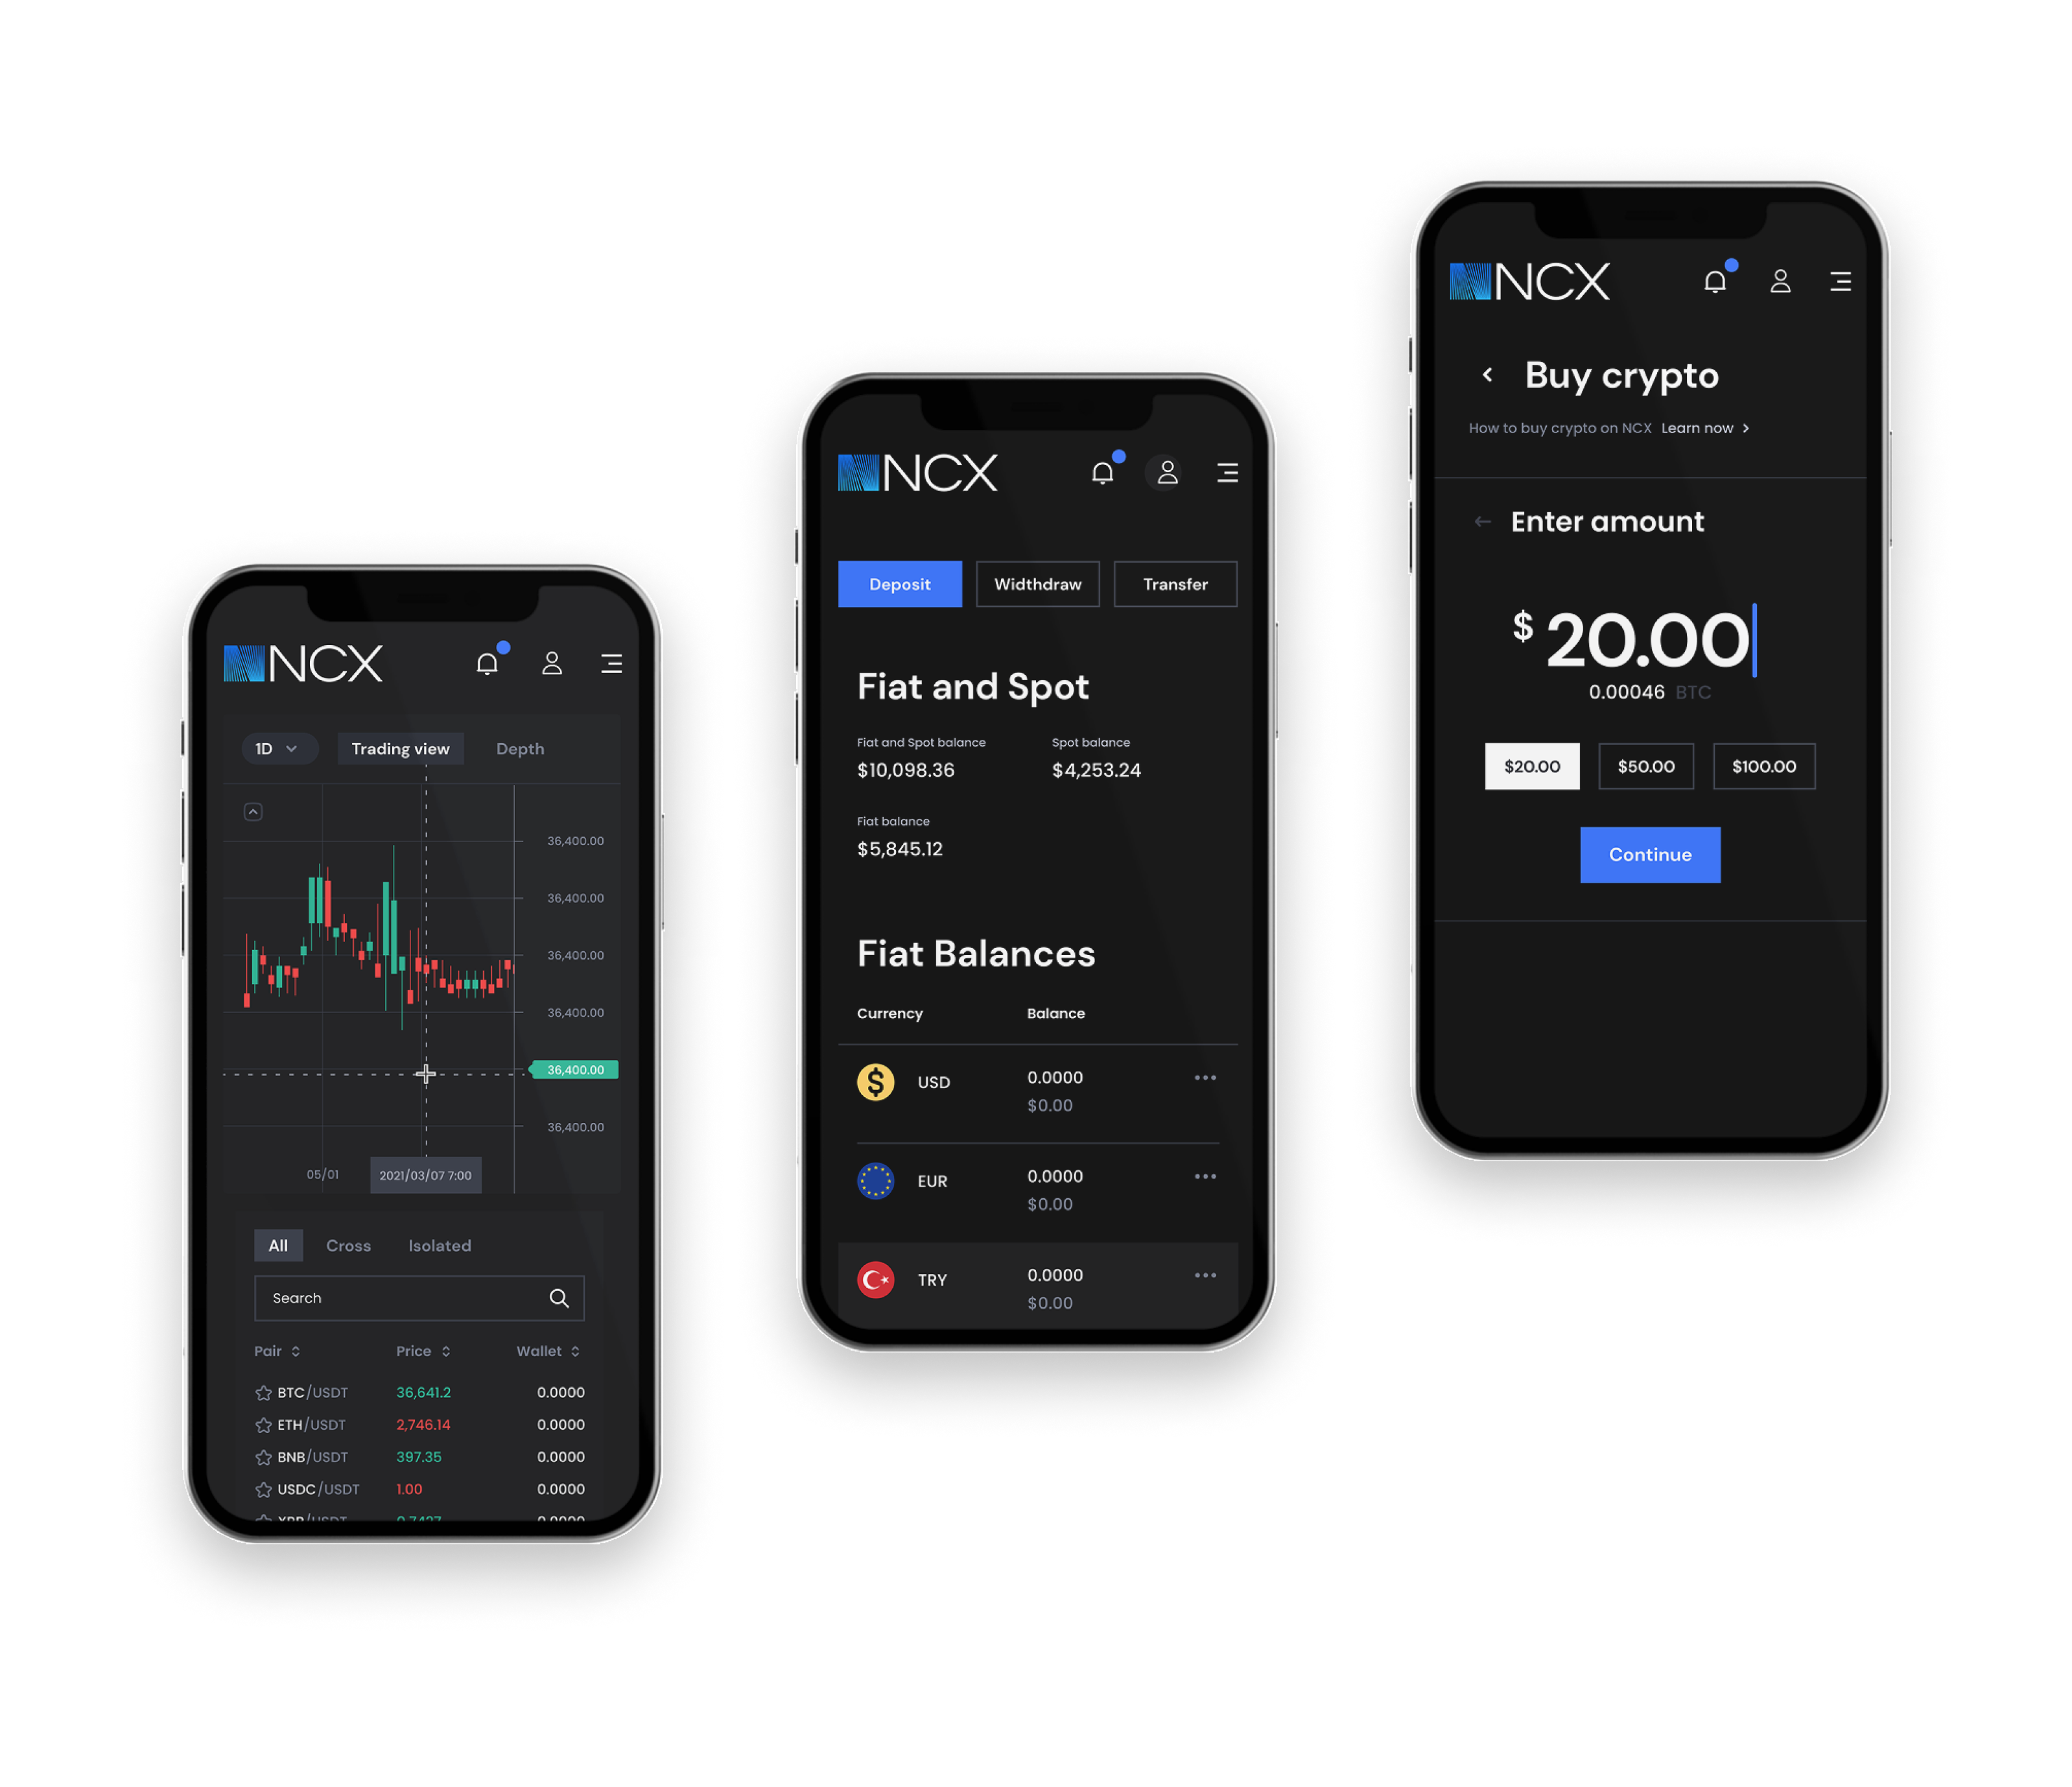 NCX
1D Trading view Depth
36,400.00
36,400.00
36,400.00
36,400.00
36,400.00
36,400.00
05/01 2021/03/07 7:00
All Cross Isolated
Search
Pair Price Wallet
BTC/USDT 36,641.2 0.0000
ETH/USDT 2,746.14 0.0000
BNB/USDT 397.35 0.0000
USDC/USDT 1.00 0.0000
XRP/USDT 0.7427 0.0000
NCX
Deposit Widthdraw Transfer
Fiat and Spot
Fiat and Spot balance Spot balance
$10,098.36 $4,253.24
Fiat balance
$5,845.12
Fiat Balances
Currency Balance
$ USD 0.0000
$0.00
EUR 0.0000
$0.00
TRY 0.0000
$0.00
NCX
Buy crypto
How to buy crypto on NCX Learn now
Enter amount
$ 20.00
0.00046 BTC
$20.00 $50.00 $100.00
Continue